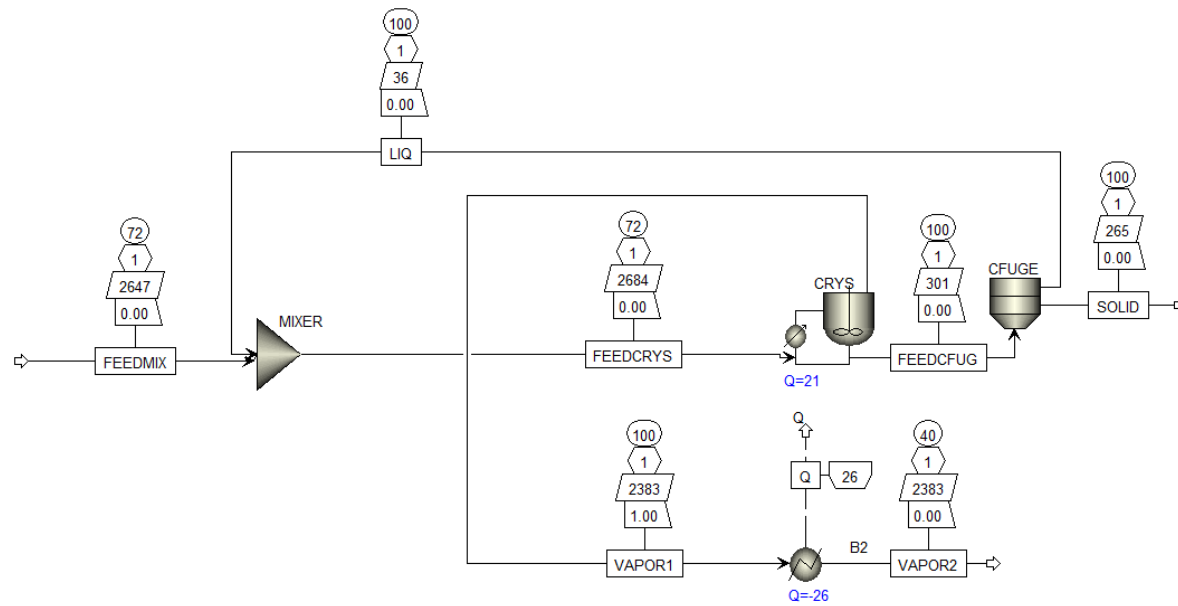 100
1
36
0.00
LIQ
72
1
2647
0.00
FEEDMIX
MIXER
72
1
2684
0.00
FEEDCRYS
CRYS
Q=21
100
1
301
0.00
FEEDCFUG
CFUGE
100
1
265
0.00
SOLID
100
1
2383
1.00
VAPOR1
Q
Q
26
B2
Q=-26
40
1
2383
0.00
VAPOR2